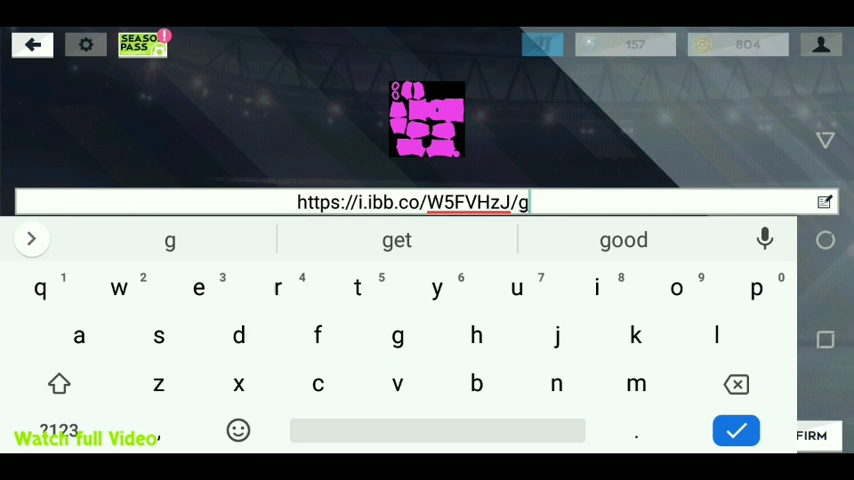 SEASON
PASS
!
157
804
https://i.ibb.co/W5FVHzJ/g
g get good
q 1 w 2 e 3 r 4 t 5 y 6 u 7 i 8 o 9 p 0
a s d f g h j k l
z x c v b n m
?123 , .
Watch full Video
FIRM